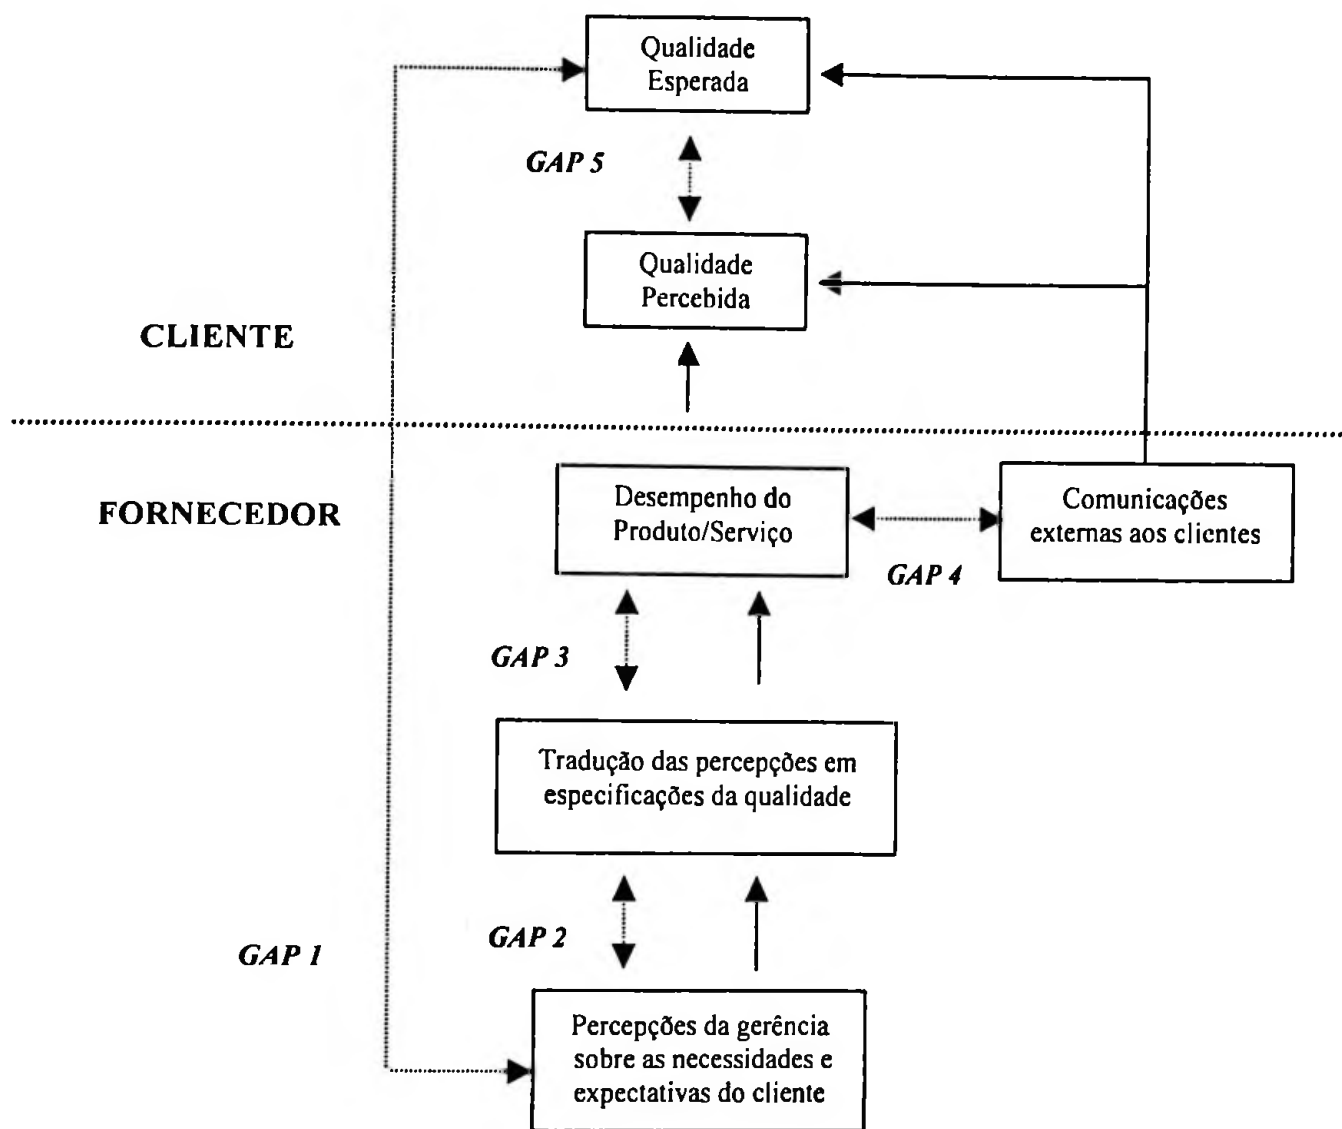 Qualidade
Esperada
GAP 5
Qualidade
Percebida
CLIENTE
FORNECEDOR
Desempenho do
Produto/Serviço
Comunicações
externas aos clientes
GAP 4
GAP 3
Tradução das percepções em
especificações da qualidade
GAP 2
GAP 1
Percepções da gerência
sobre as necessidades e
expectativas do cliente